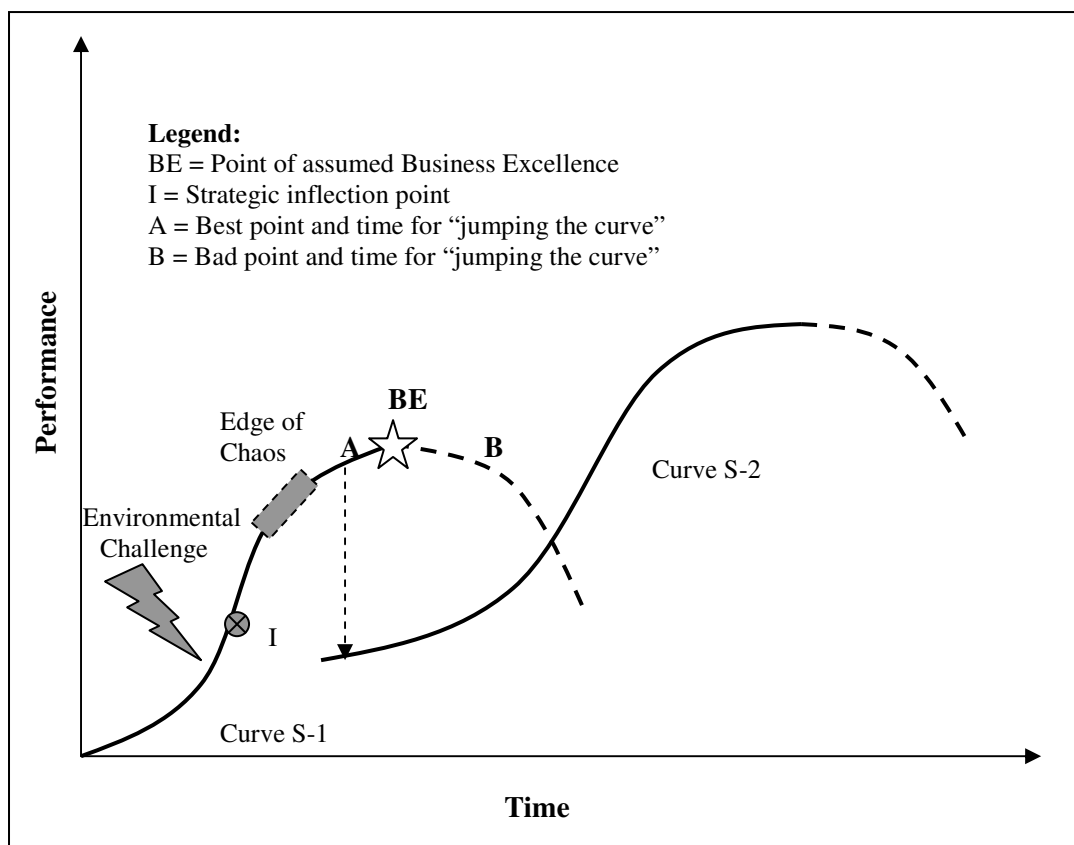 Legend:
BE = Point of assumed Business Excellence
I = Strategic inflection point
A = Best point and time for “jumping the curve”
B = Bad point and time for “jumping the curve”
Performance
BE
Edge of
Chaos
A
B
Curve S-2
Environmental
Challenge
I
Curve S-1
Time